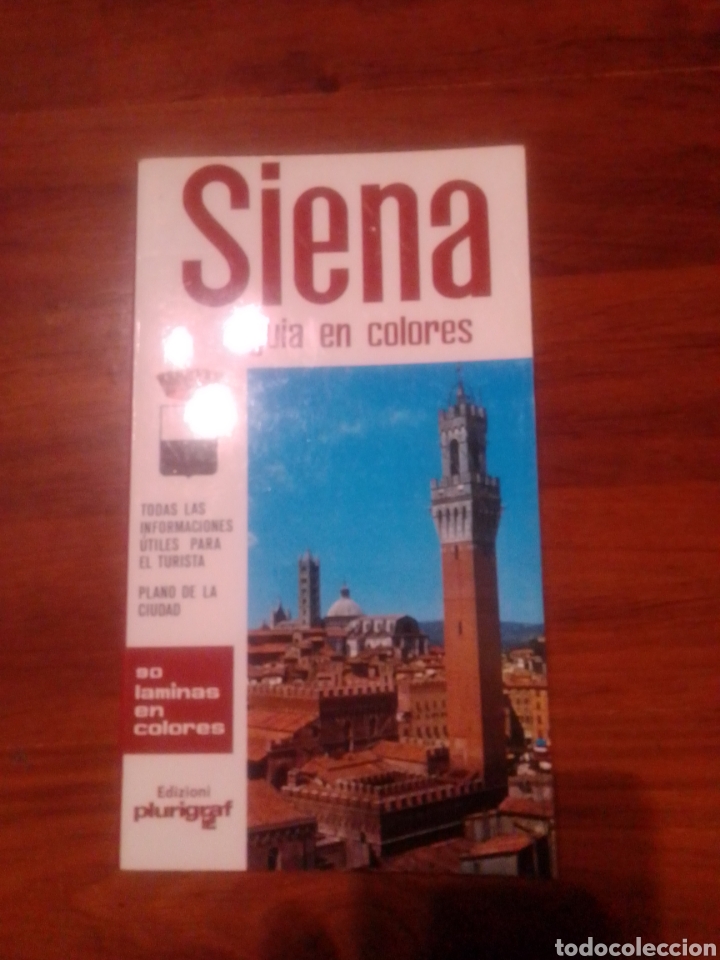 Siena
guia en colores
TODAS LAS
INFORMACIONES
ÚTILES PARA
EL TURISTA
PLANO DE LA
CIUDAD
90
laminas
en
colores
Edizioni
plurigraf
todocoleccion